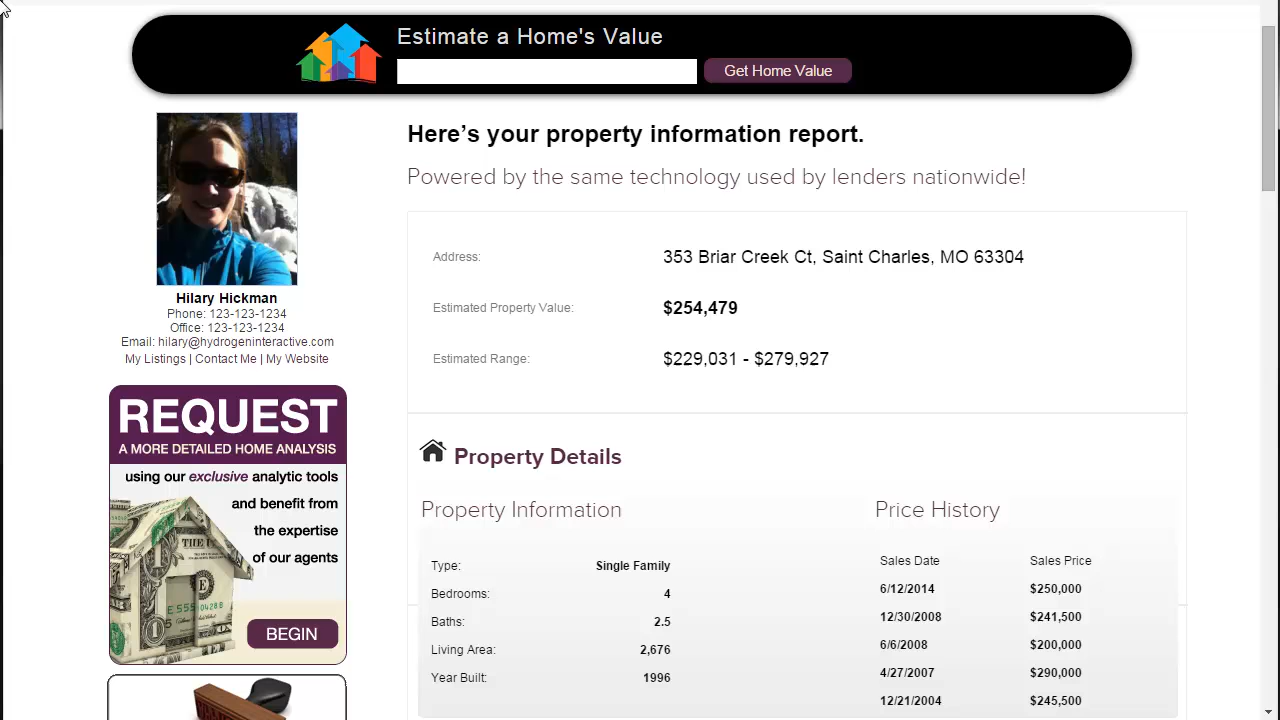 Estimate a Home's Value
Get Home Value
Hilary Hickman
Phone: 123-123-1234
Office: 123-123-1234
Email: hilary@hydrogeninteractive.com
My Listings | Contact Me | My Website
REQUEST
A MORE DETAILED HOME ANALYSIS
using our exclusive analytic tools
and benefit from
the expertise
of our agents
BEGIN
Here’s your property information report.
Powered by the same technology used by lenders nationwide!
Address: 353 Briar Creek Ct, Saint Charles, MO 63304
Estimated Property Value: $254,479
Estimated Range: $229,031 - $279,927
Property Details
Property Information
Type: Single Family
Bedrooms: 4
Baths: 2.5
Living Area: 2,676
Year Built: 1996
Price History
Sales Date Sales Price
6/12/2014 $250,000
12/30/2008 $241,500
6/6/2008 $200,000
4/27/2007 $290,000
12/21/2004 $245,500